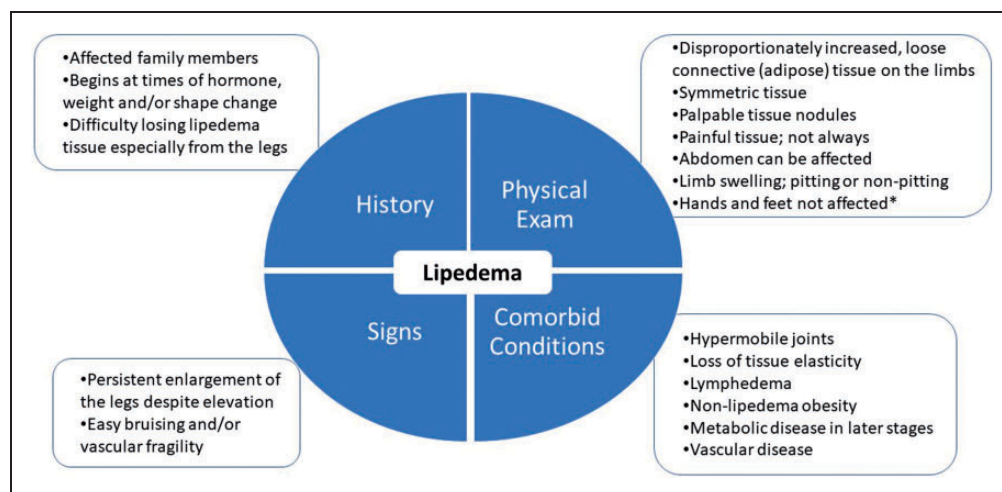 •Affected family members
•Begins at times of hormone,
weight and/or shape change
•Difficulty losing lipedema
tissue especially from the legs
•Disproportionately increased, loose
connective (adipose) tissue on the limbs
•Symmetric tissue
•Palpable tissue nodules
•Painful tissue; not always
•Abdomen can be affected
•Limb swelling; pitting or non-pitting
•Hands and feet not affected*
History
Physical
Exam
Lipedema
Signs
Comorbid
Conditions
•Persistent enlargement of
the legs despite elevation
•Easy bruising and/or
vascular fragility
•Hypermobile joints
•Loss of tissue elasticity
•Lymphedema
•Non-lipedema obesity
•Metabolic disease in later stages
•Vascular disease